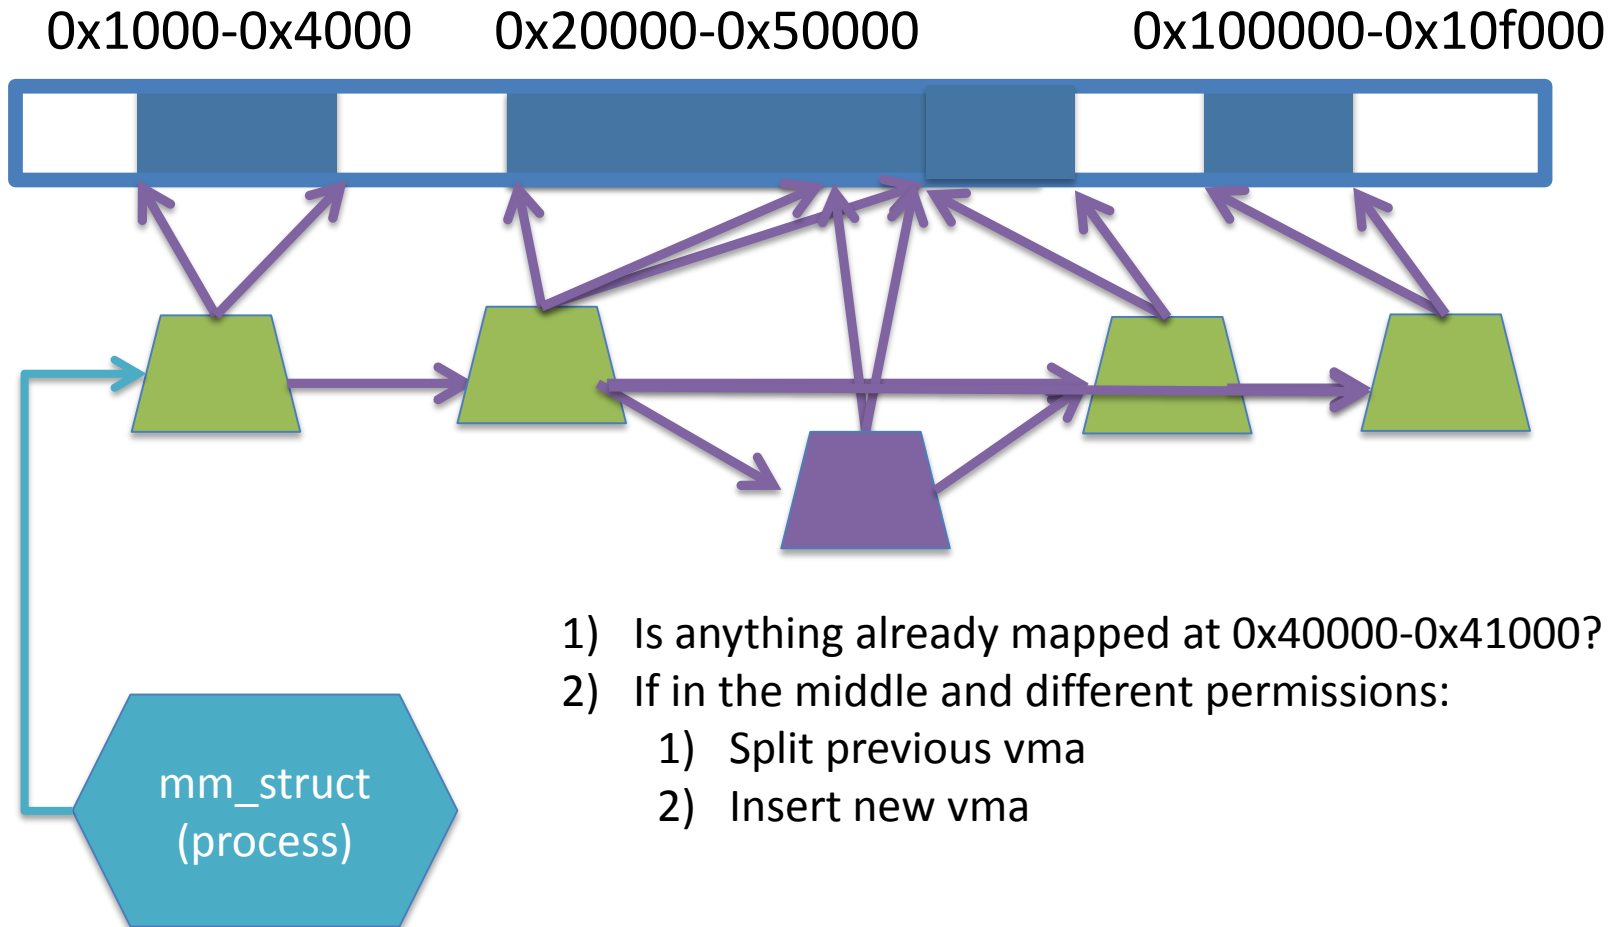 0x1000-0x4000 0x20000-0x50000 0x100000-0x10f000
1) Is anything already mapped at 0x40000-0x41000?
2) If in the middle and different permissions:
1) Split previous vma
2) Insert new vma
mm_struct
(process)